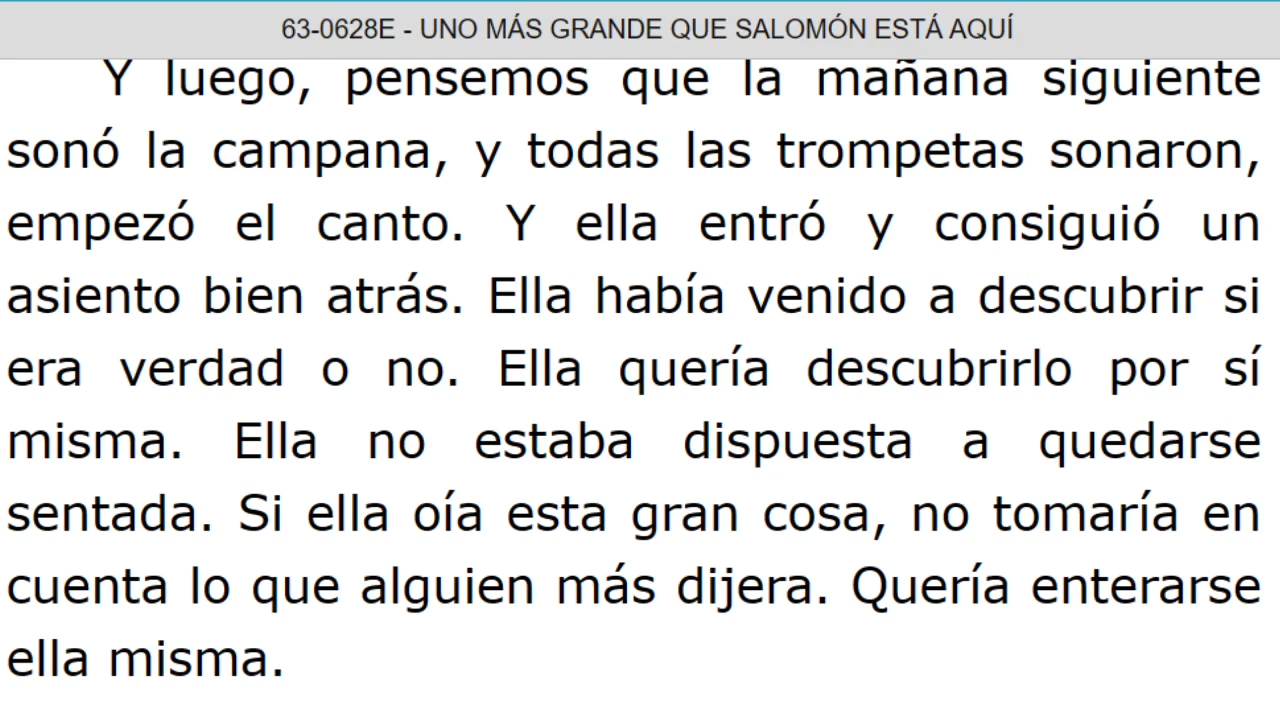 63-0628E - UNO MÁS GRANDE QUE SALOMÓN ESTÁ AQUÍ
Y luego, pensemos que la mañana siguiente
sonó la campana, y todas las trompetas sonaron,
empezó el canto. Y ella entró y consiguió un
asiento bien atrás. Ella había venido a descubrir si
era verdad o no. Ella quería descubrirlo por sí
misma. Ella no estaba dispuesta a quedarse
sentada. Si ella oía esta gran cosa, no tomaría en
cuenta lo que alguien más dijera. Quería enterarse
ella misma.